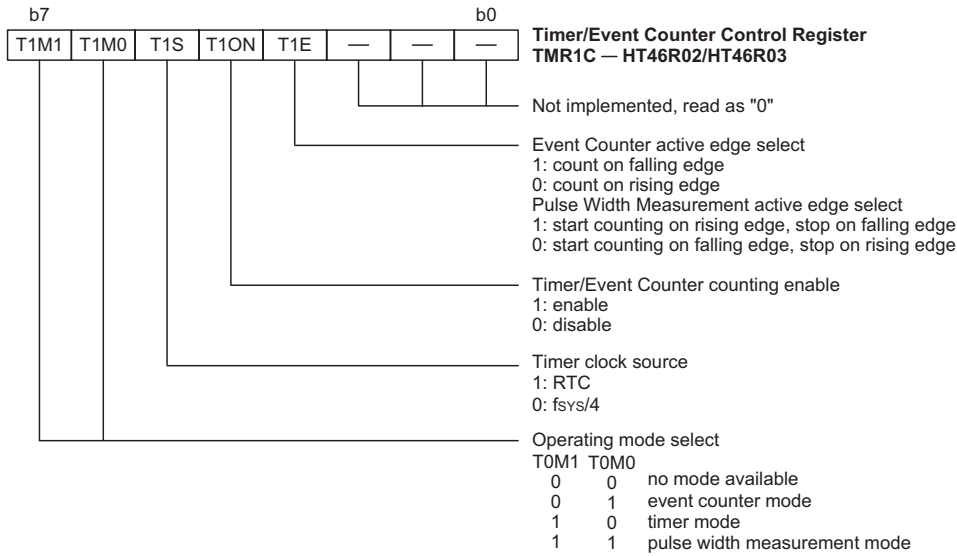 b7 b0
T1M1 T1M0 T1S T1ON T1E — — —
Timer/Event Counter Control Register
TMR1C — HT46R02/HT46R03
Not implemented, read as "0"
Event Counter active edge select
1: count on falling edge
0: count on rising edge
Pulse Width Measurement active edge select
1: start counting on rising edge, stop on falling edge
0: start counting on falling edge, stop on rising edge
Timer/Event Counter counting enable
1: enable
0: disable
Timer clock source
1: RTC
0: fSYS/4
Operating mode select
T0M1 T0M0
0 0 no mode available
0 1 event counter mode
1 0 timer mode
1 1 pulse width measurement mode